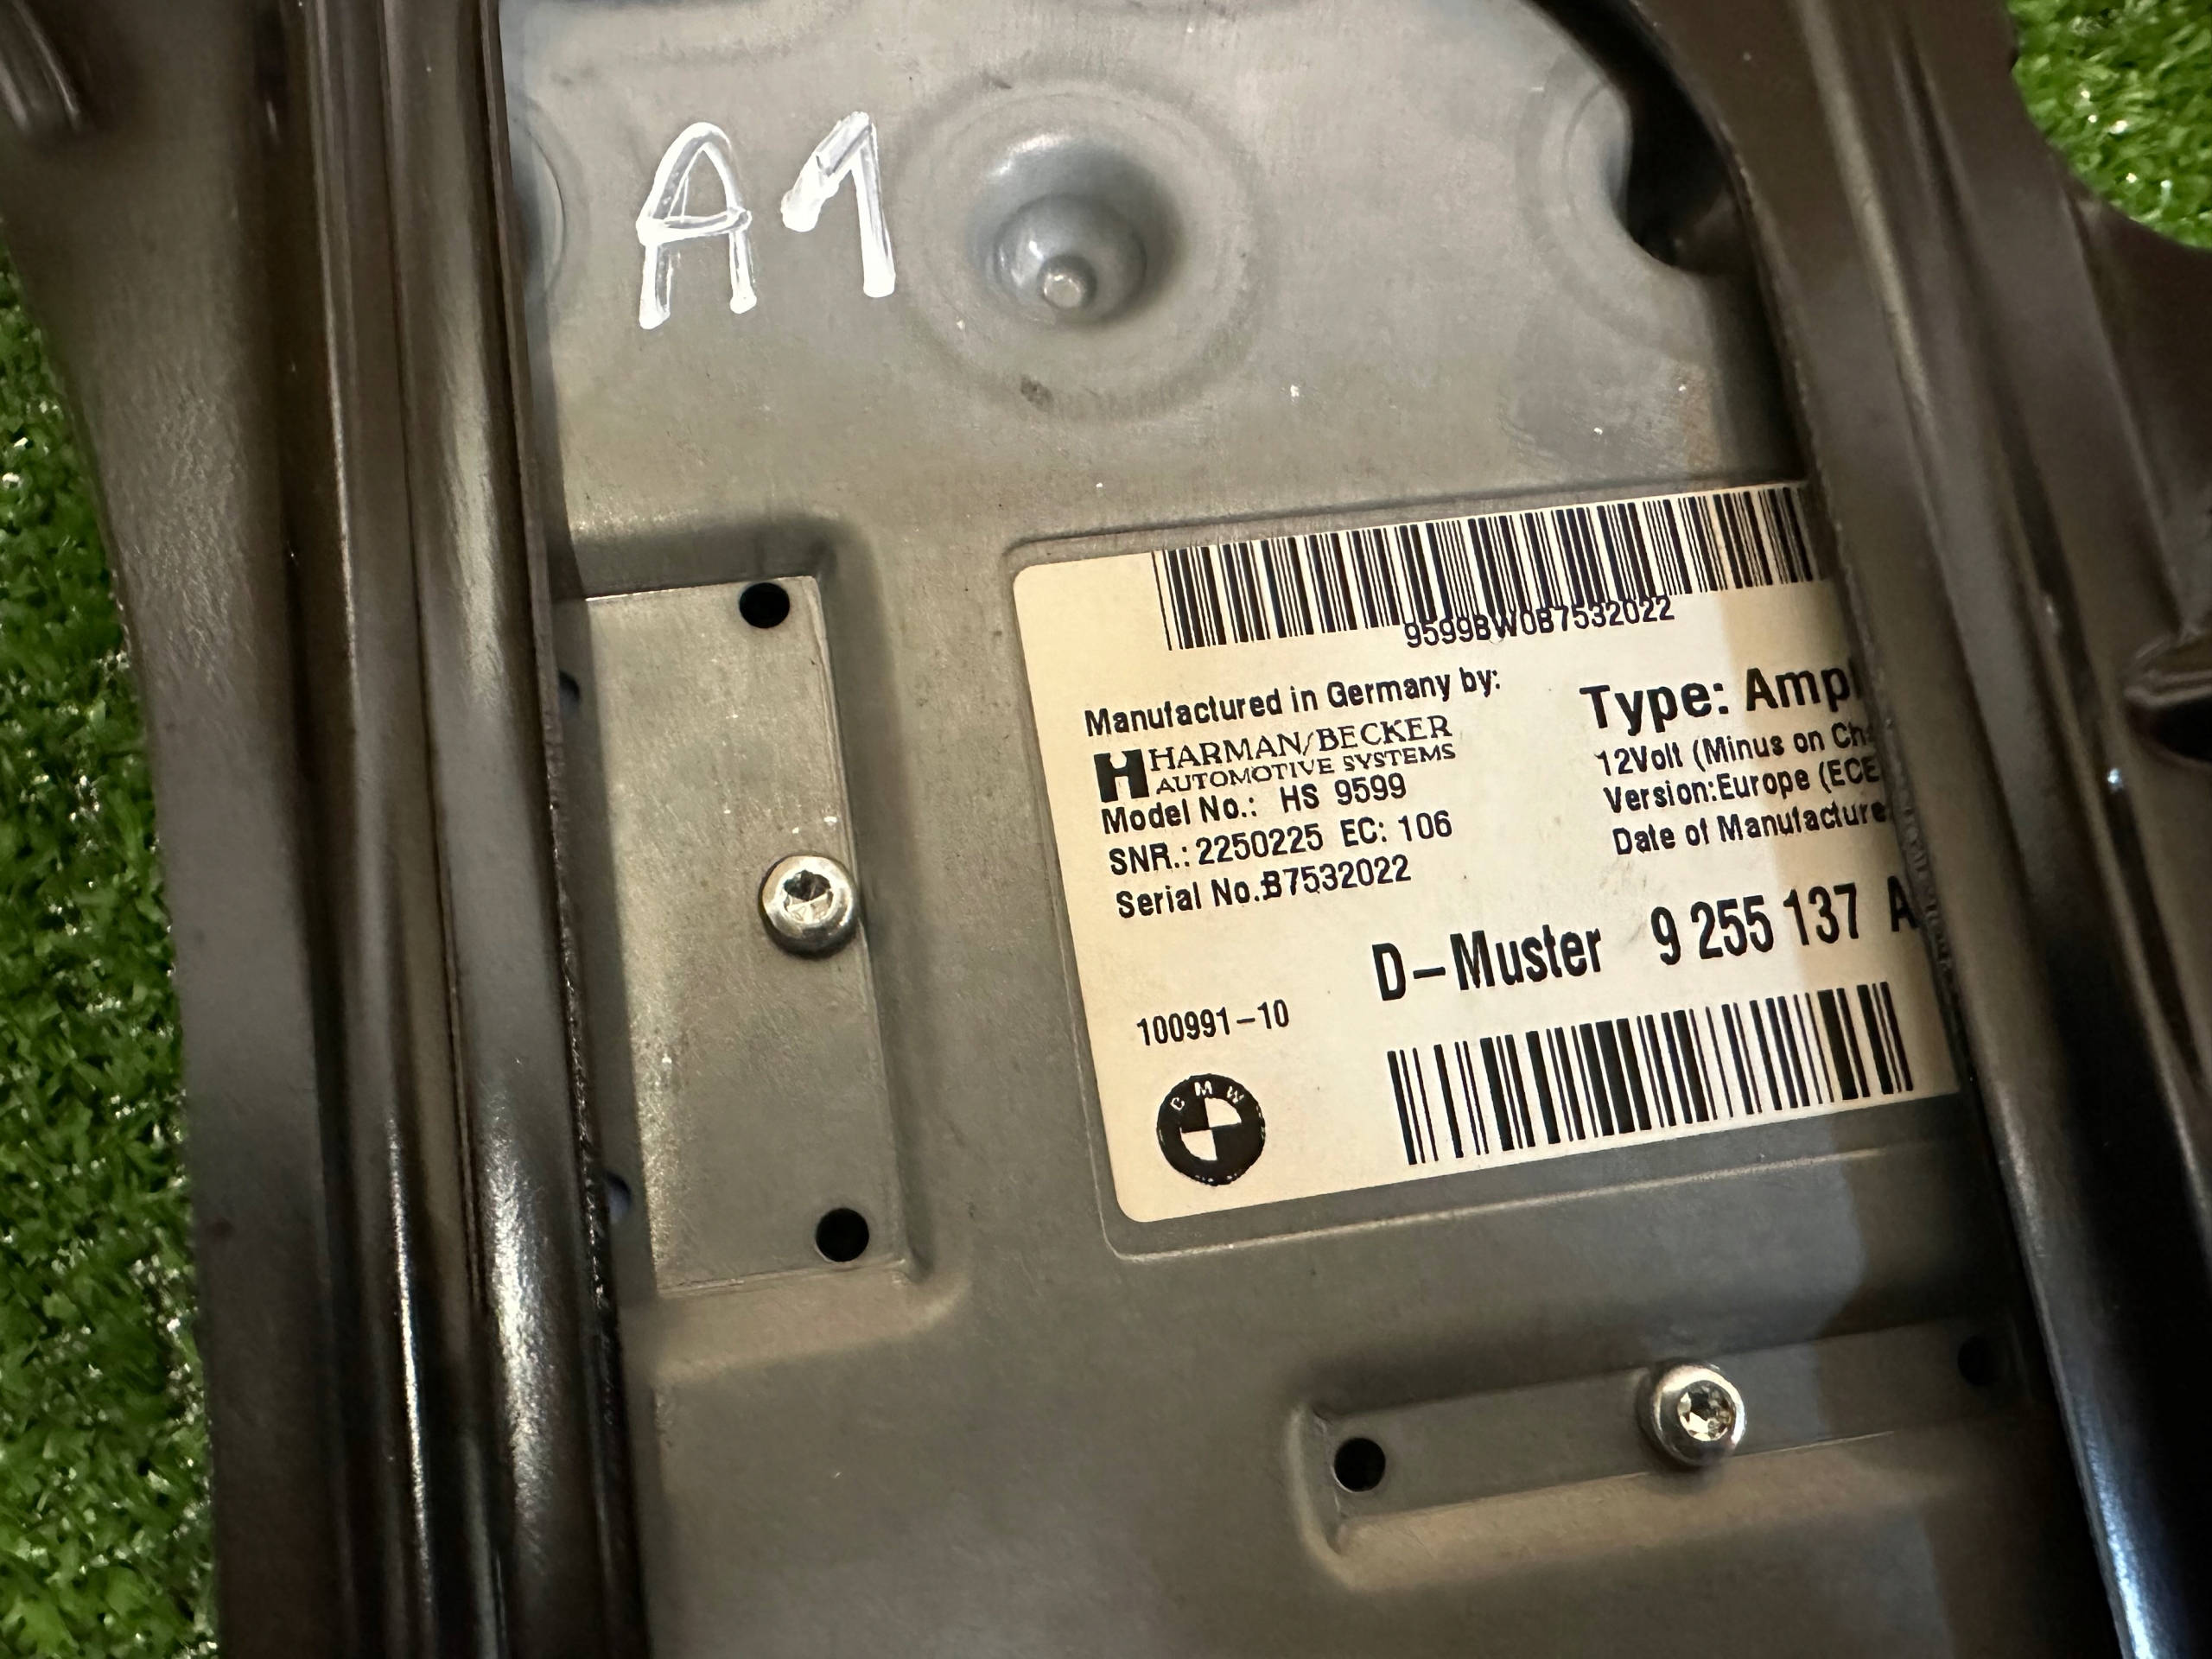 A1
9599BW0B7532022
Manufactured in Germany by:
HARMAN/BECKER
AUTOMOTIVE SYSTEMS
Model No.: HS 9599
SNR.: 2250225 EC: 106
Serial No.:B7532022
Type:
12Volt (Minus on
Version:Europe (ECE
Date of Manufacture
D-Muster 9 255 137 A
100991-10
BMW